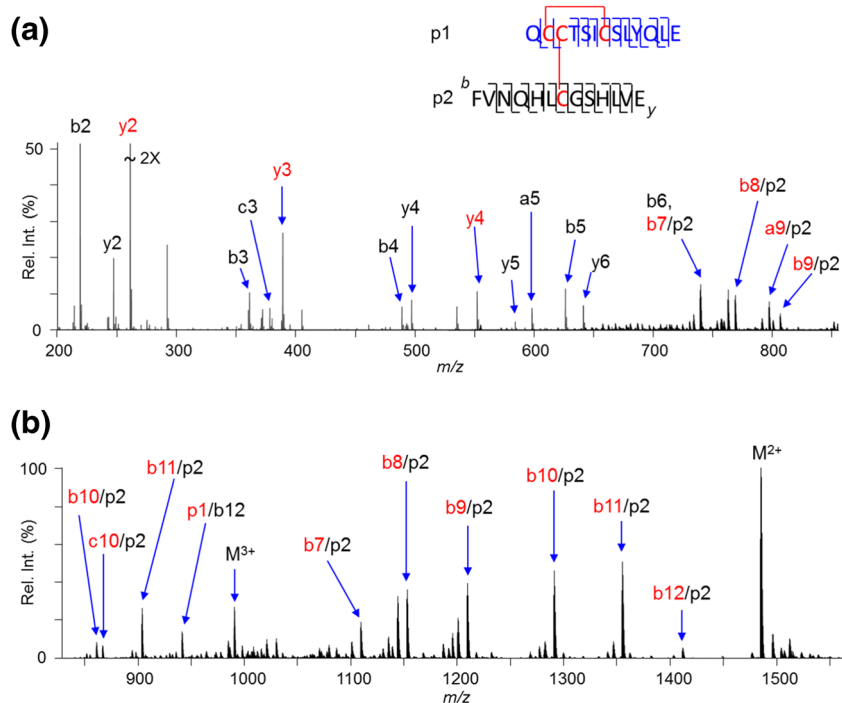 (a)
p1 QCCTSICSLYQLE
p2 b FVNQHLCGSHLVE y
Rel. Int. (%)
50
0
b2
y2
~ 2X
y2
b3
c3
y3
b4
y4
y4
y5
a5
b5
y6
b6,
b7/p2
b8/p2
a9/p2
b9/p2
200 300 400 500 600 700 800
m/z
(b)
Rel. Int. (%)
100
0
b10/p2
c10/p2
b11/p2
p1/b12
M3+
b7/p2
b8/p2
b9/p2
b10/p2
b11/p2
b12/p2
M2+
900 1000 1100 1200 1300 1400 1500
m/z